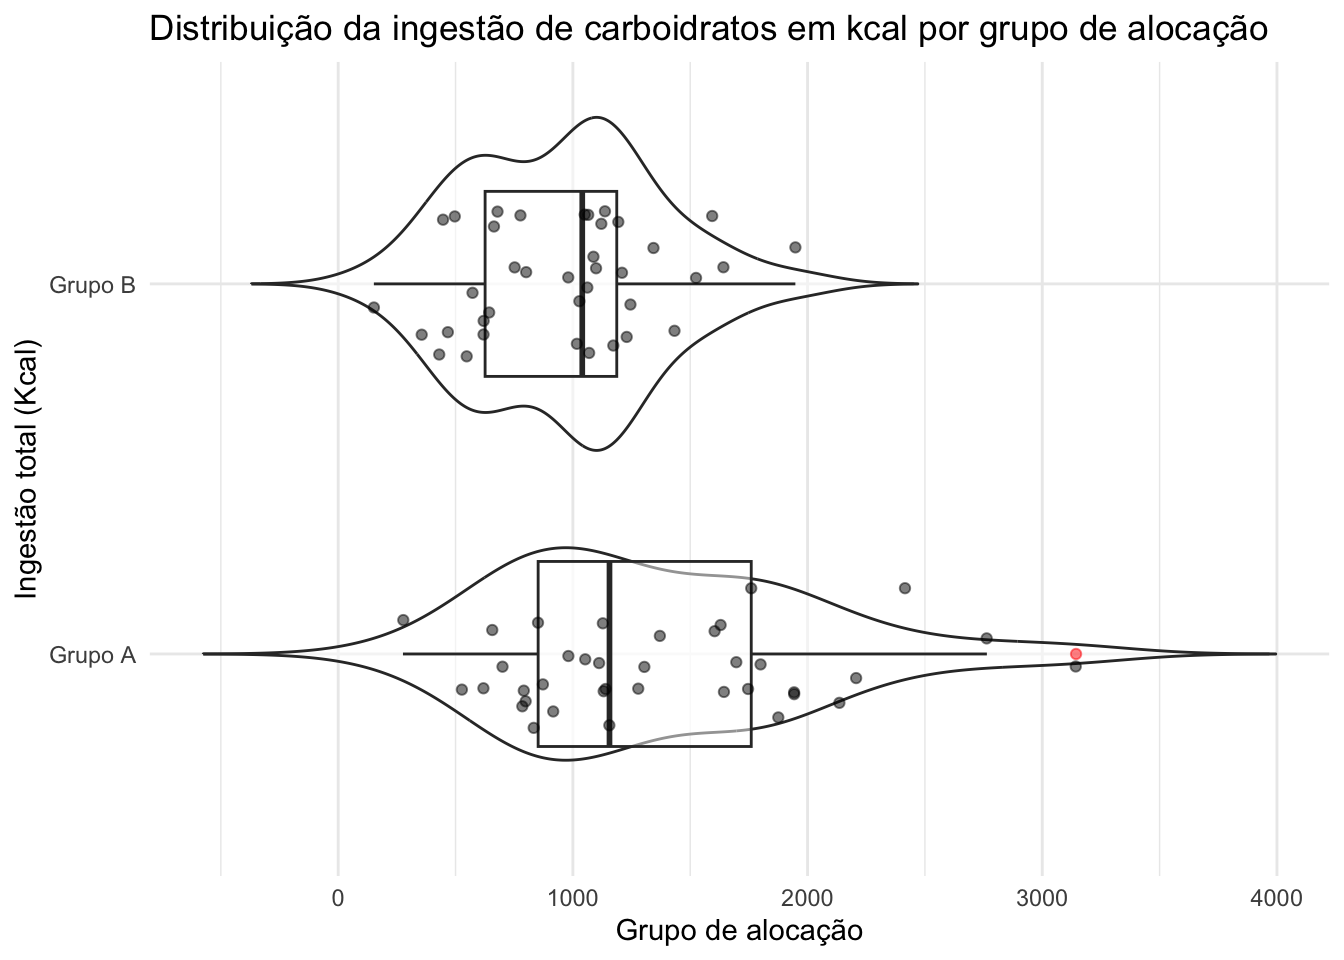 Distribuição da ingestão de carboidratos em kcal por grupo de alocação
Ingestão total (Kcal)
Grupo B
Grupo A
0 1000 2000 3000 4000
Grupo de alocação